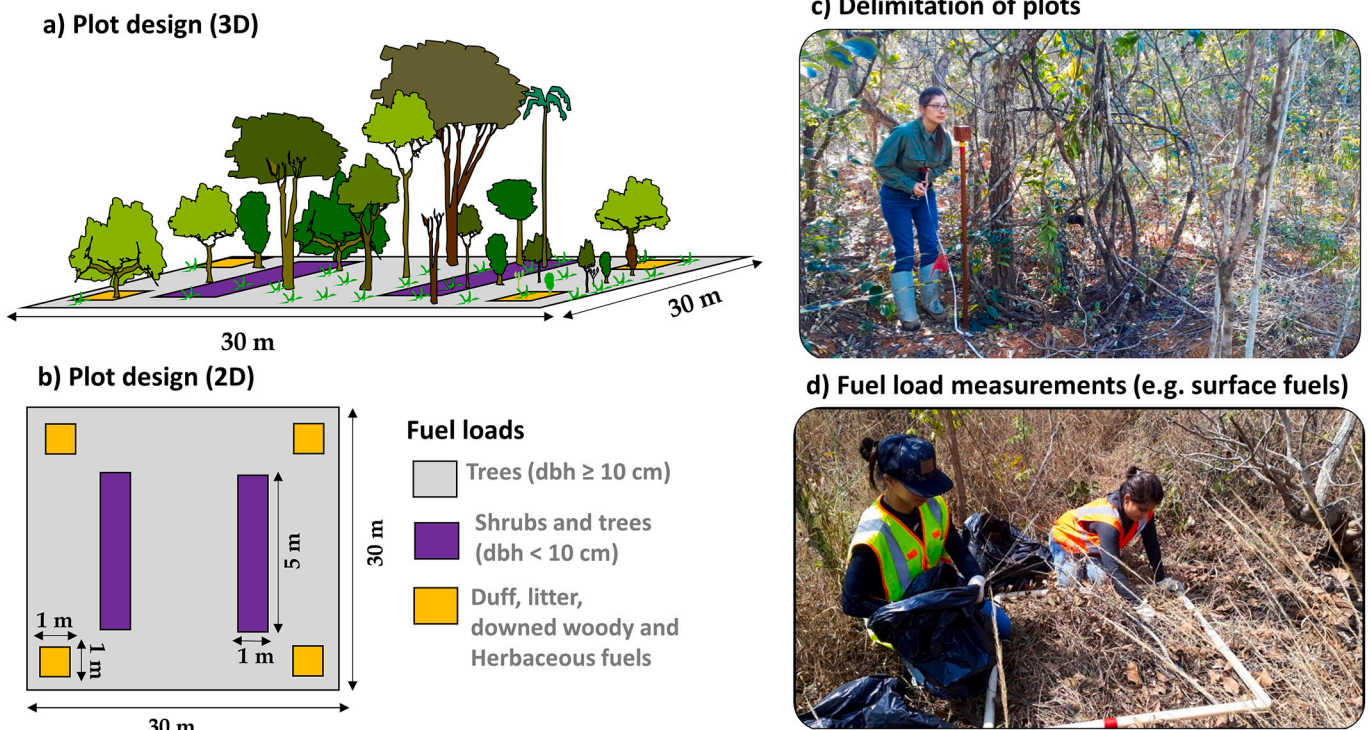 a) Plot design (3D)
30 m
30 m
b) Plot design (2D)
1 m
1 m
5 m
1 m
30 m
30 m
Fuel loads
Trees (dbh ≥ 10 cm)
Shrubs and trees
(dbh < 10 cm)
Duff, litter,
downed woody and
Herbaceous fuels
c) Delimitation of plots
d) Fuel load measurements (e.g. surface fuels)